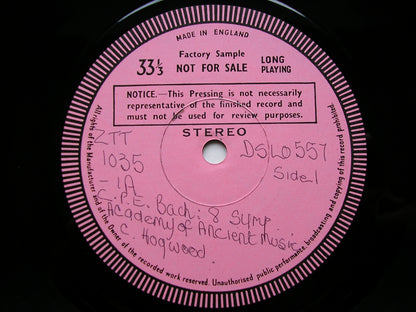 MADE IN ENGLAND
Factory Sample
33 1/3 NOT FOR SALE LONG PLAYING
NOTICE.—This Pressing is not necessarily
representative of the finished record and
must not be used for review purposes.
STEREO
ZTT DSLO557
1035 Side 1
-1A
C.P.E. Bach: 8 Symp
Academy of Ancient Music
C. Hogwood
All rights of the Manufacturer and of the Owner of the recorded work reserved. Unauthorised public performance, broadcasting and copying of this record prohibited.